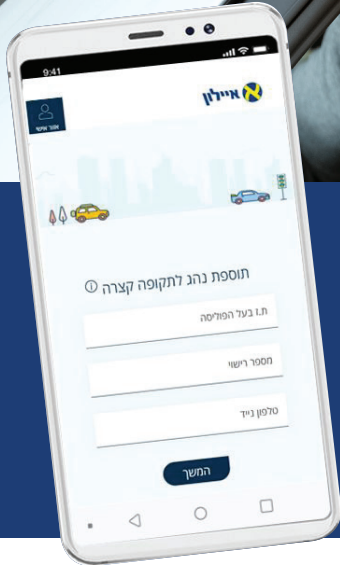 9:41
איילון
אזור אישי
תוספת נהג לתקופה קצרה
ת.ז בעל הפוליסה
מספר רישוי
טלפון נייד
המשך